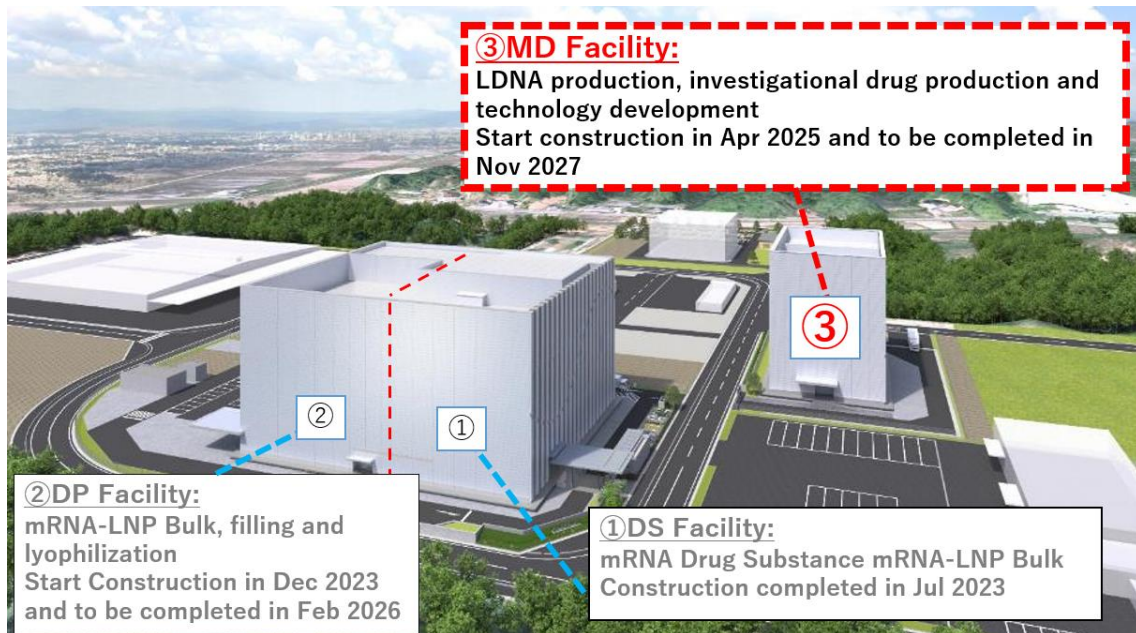 ③MD Facility:
LDNA production, investigational drug production and
technology development
Start construction in Apr 2025 and to be completed in
Nov 2027
③
②
①
②DP Facility:
mRNA-LNP Bulk, filling and
lyophilization
Start Construction in Dec 2023
and to be completed in Feb 2026
①DS Facility:
mRNA Drug Substance mRNA-LNP Bulk
Construction completed in Jul 2023